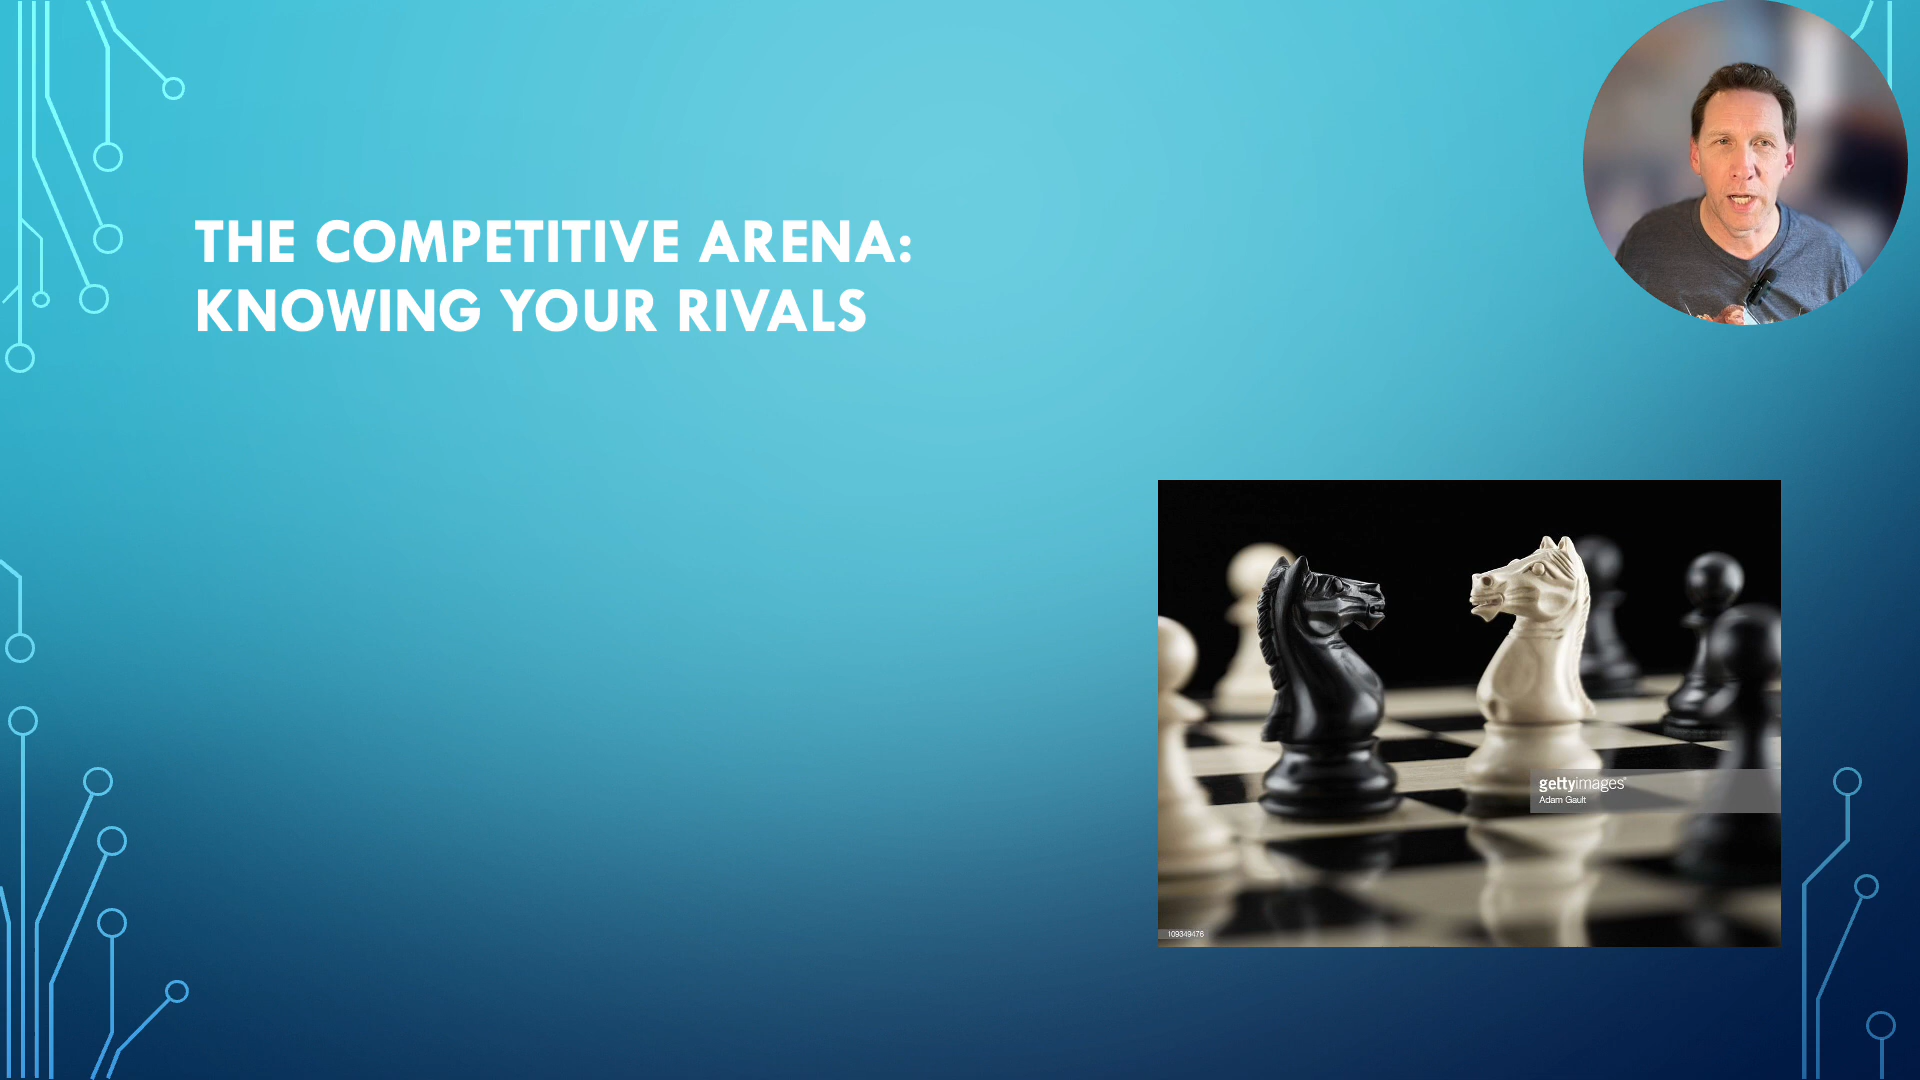 THE COMPETITIVE ARENA:
KNOWING YOUR RIVALS
gettyimages®
Adam Gault
109349476